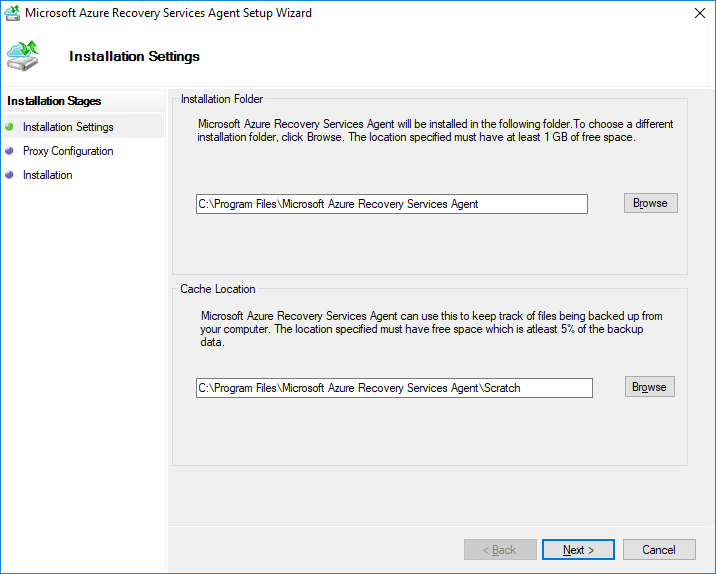 Microsoft Azure Recovery Services Agent Setup Wizard
Installation Settings
Installation Stages
Installation Settings
Proxy Configuration
Installation
Installation Folder
Microsoft Azure Recovery Services Agent will be installed in the following folder.To choose a different
installation folder, click Browse. The location specified must have at least 1 GB of free space.
C:\Program Files\Microsoft Azure Recovery Services Agent
Browse
Cache Location
Microsoft Azure Recovery Services Agent can use this to keep track of files being backed up from
your computer. The location specified must have free space which is atleast 5% of the backup
data.
C:\Program Files\Microsoft Azure Recovery Services Agent\Scratch
Browse
< Back
Next >
Cancel